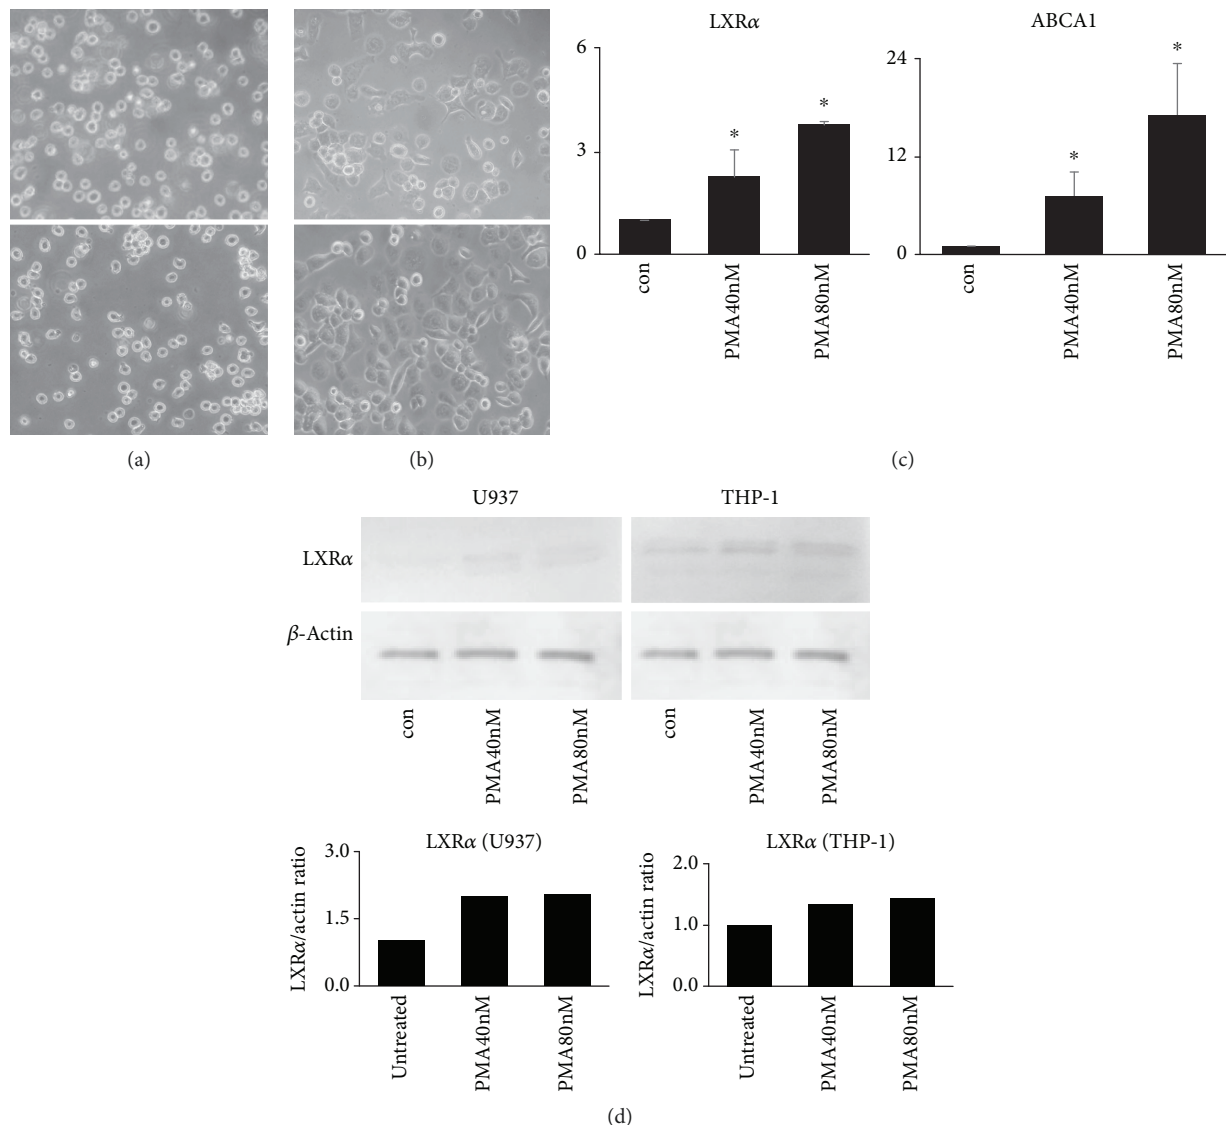 LXRα
6
3
0
con
PMA40nM
PMA80nM
*
*
ABCA1
24
12
0
con
PMA40nM
PMA80nM
*
*
(a)
(b)
(c)
U937
THP-1
LXRα
β-Actin
con
PMA40nM
PMA80nM
con
PMA40nM
PMA80nM
LXRα (U937)
LXRα/actin ratio
3.0
1.5
0.0
Untreated
PMA40nM
PMA80nM
LXRα (THP-1)
LXRα/actin ratio
2.0
1.0
0.0
Untreated
PMA40nM
PMA80nM
(d)